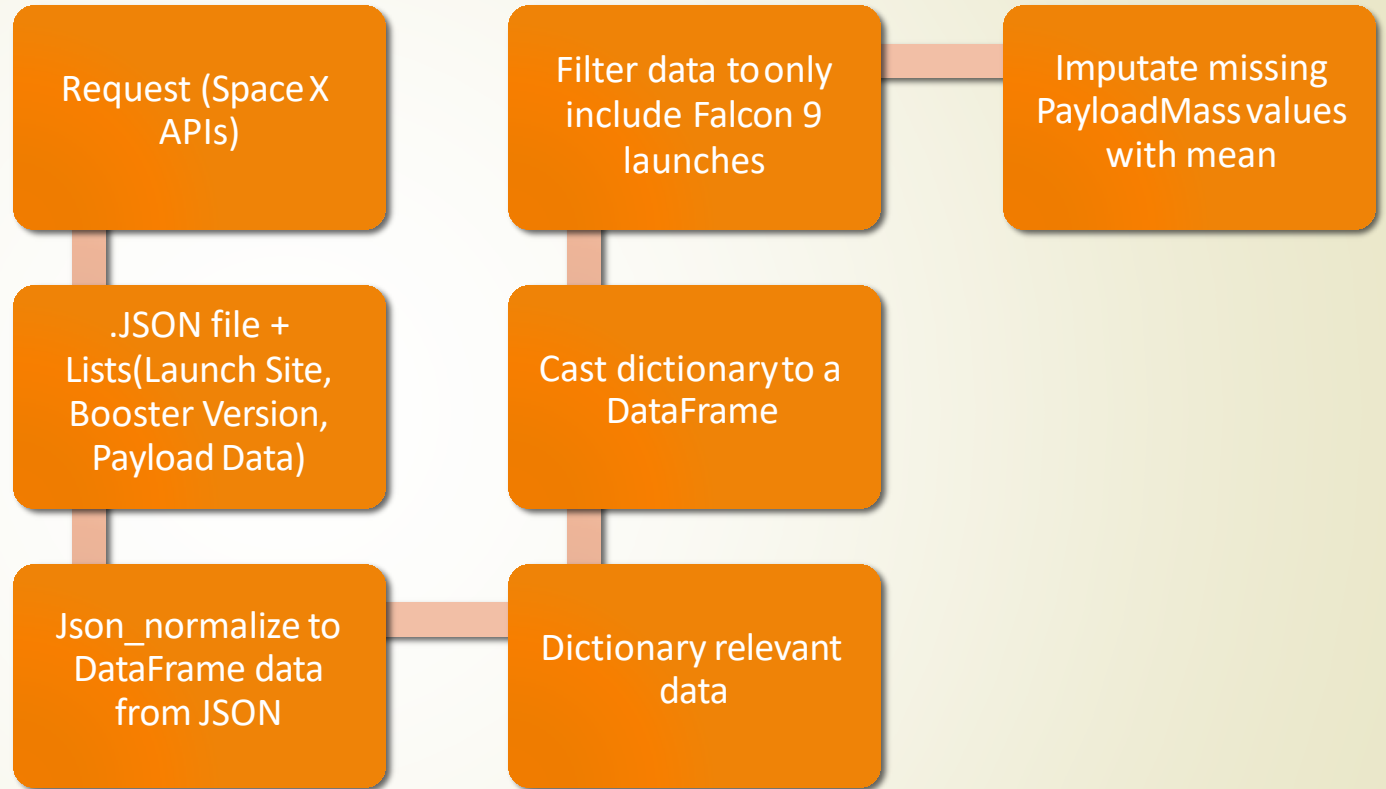 Request (Space X
APIs)
.JSON file +
Lists(Launch Site,
Booster Version,
Payload Data)
Json_normalize to
DataFrame data
from JSON
Dictionary relevant
data
Cast dictionary to a
DataFrame
Filter data to only
include Falcon 9
launches
Imputate missing
PayloadMass values
with mean